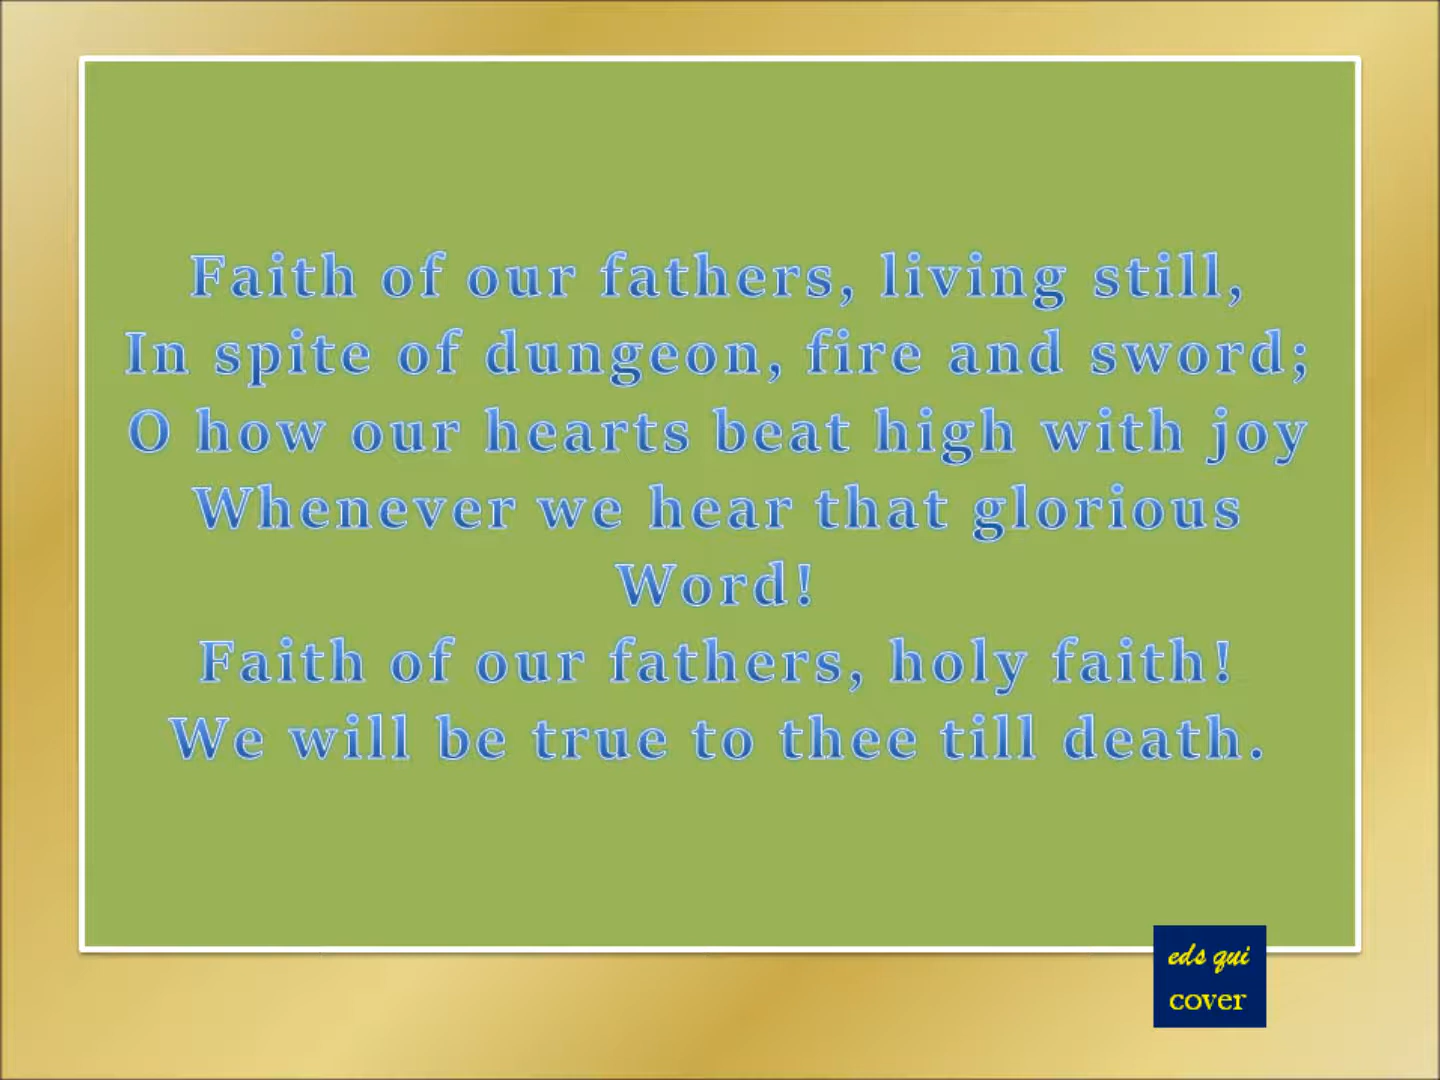 Faith of our fathers, living still,
In spite of dungeon, fire and sword;
O how our hearts beat high with joy
Whenever we hear that glorious
Word!
Faith of our fathers, holy faith!
We will be true to thee till death.
eds qui
cover